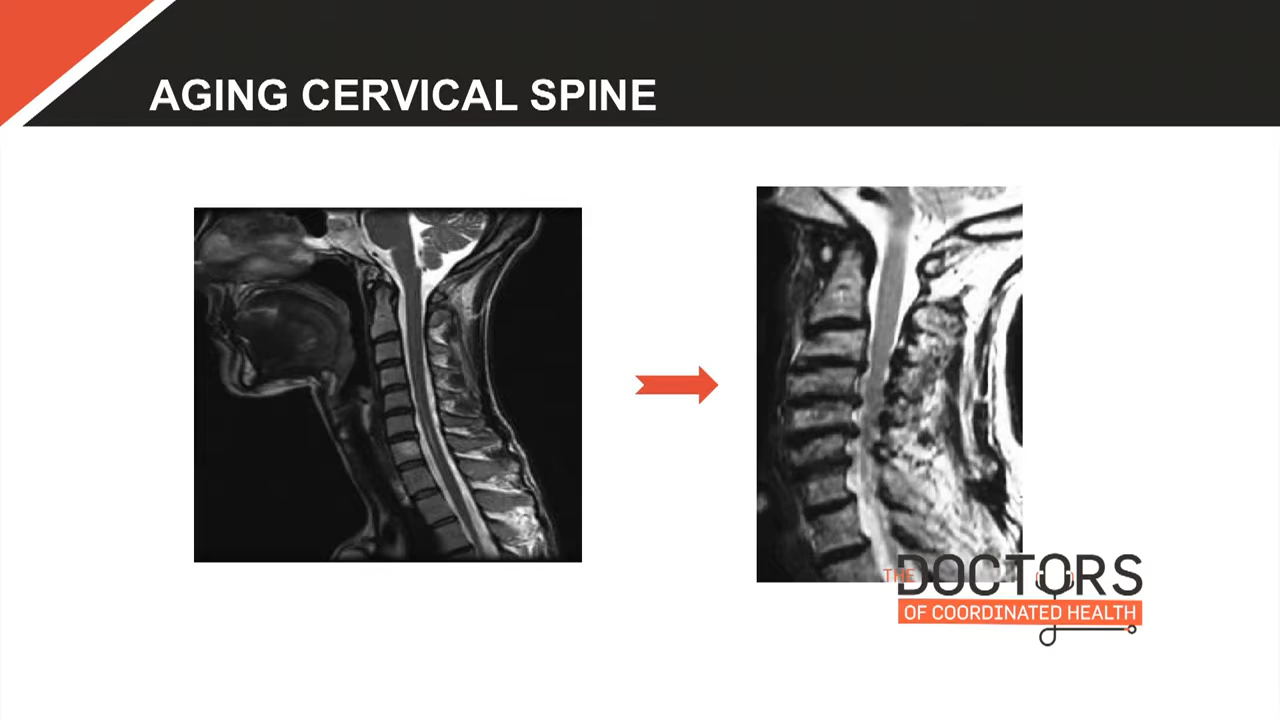 AGING CERVICAL SPINE
THE DOCTORS
OF COORDINATED HEALTH